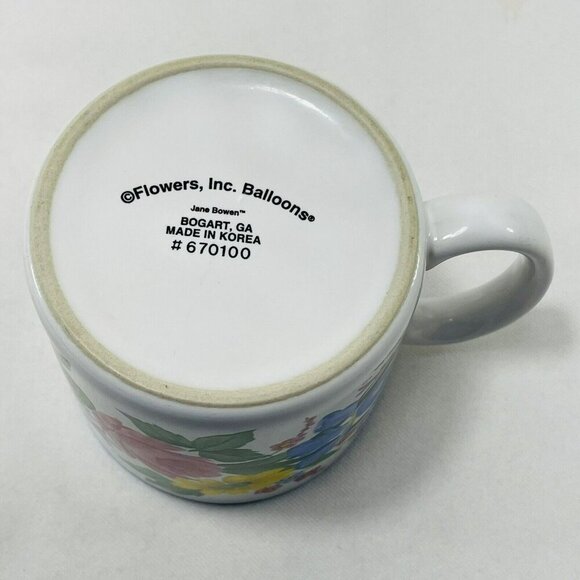 ©Flowers, Inc. Balloons®
Jane Bowen™
BOGART, GA
MADE IN KOREA
# 670100